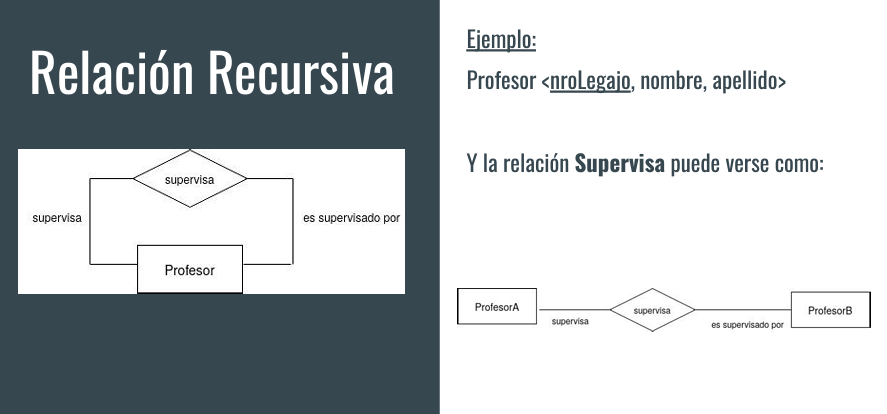 Relación Recursiva
supervisa
supervisa
es supervisado por
Profesor
Ejemplo:
Profesor <nroLegajo, nombre, apellido>
Y la relación Supervisa puede verse como:
ProfesorA
supervisa
supervisa
es supervisado por
ProfesorB